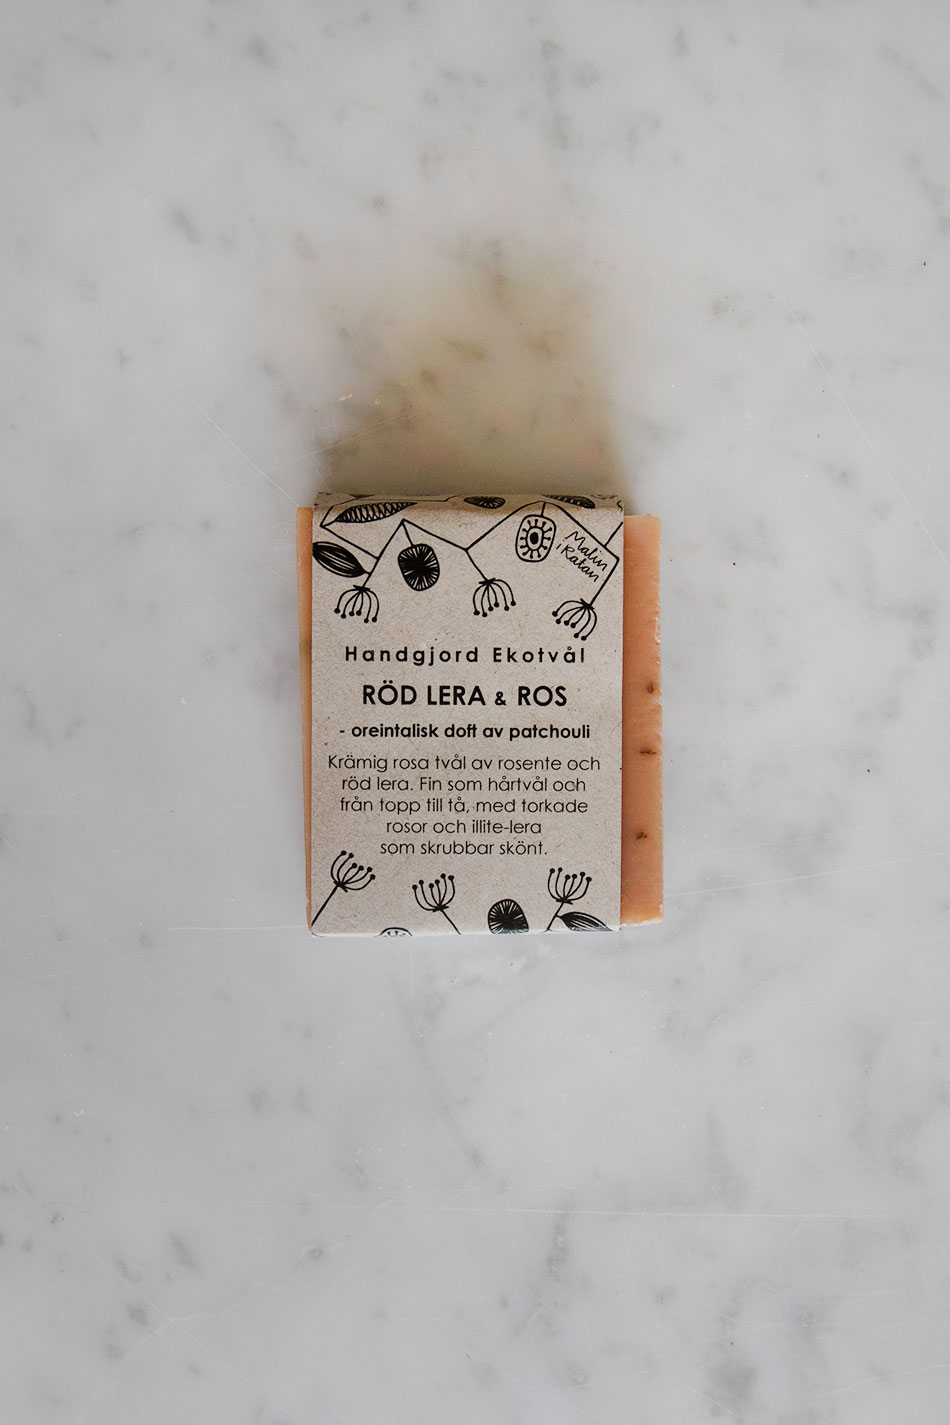 Malin
i Ratan
Handgjord Ekotvål
RÖD LERA & ROS
- oreintalisk doft av patchouli
Krämig rosa tvål av rosente och
röd lera. Fin som hårtvål och
från topp till tå, med torkade
rosor och illite-lera
som skrubbar skönt.